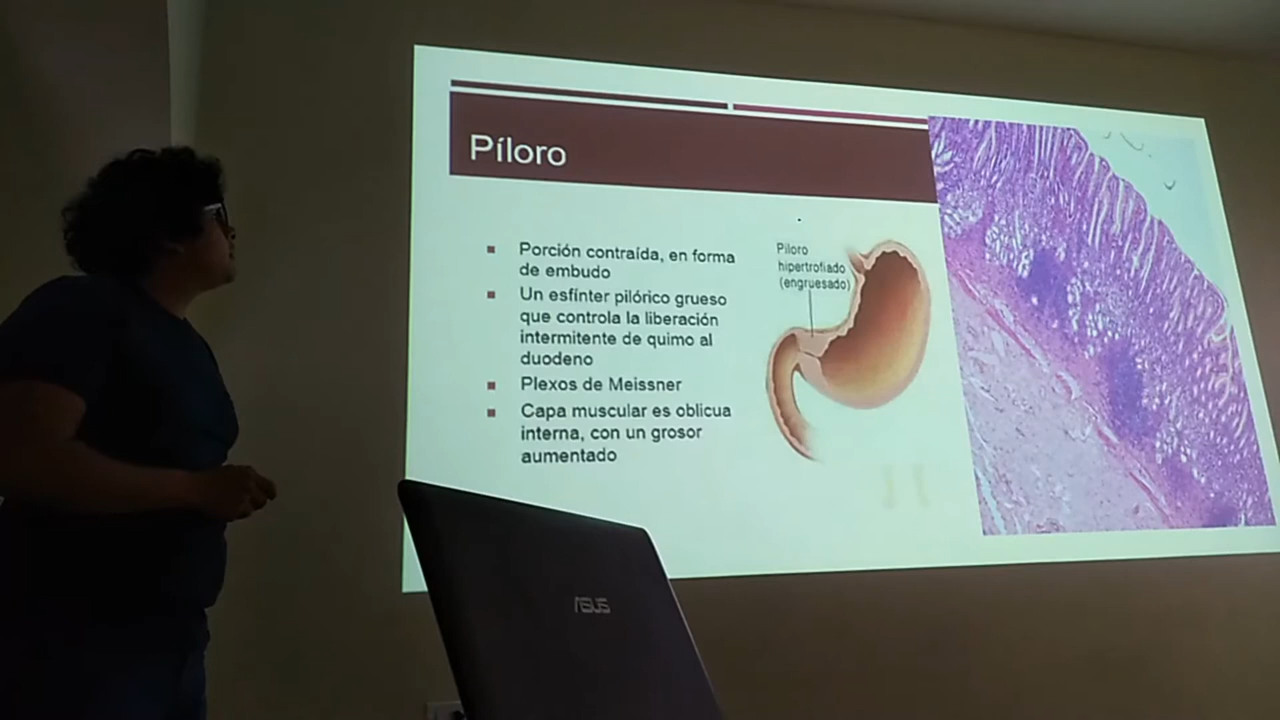 Píloro
Porción contraída, en forma
de embudo
Un esfínter pilórico grueso
que controla la liberación
intermitente de quimo al
duodeno
Plexos de Meissner
Capa muscular es oblicua
interna, con un grosor
aumentado
Piloro
hipertrofiado
(engruesado)
ASUS